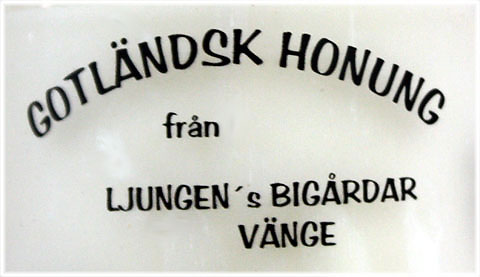 GOTLÄNDSK HONUNG
från
LJUNGEN´s BIGÅRDAR
VÄNGE